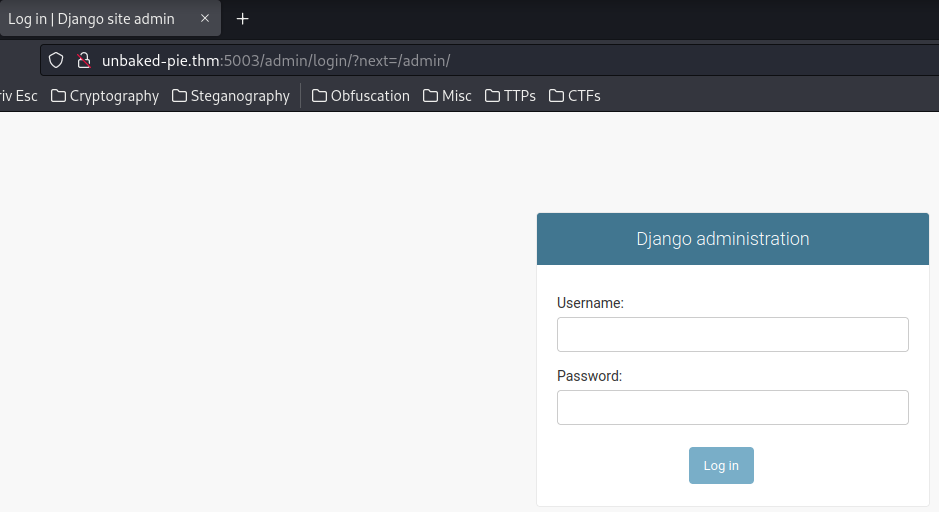 Log in | Django site admin × +
unbaked-pie.thm:5003/admin/login/?next=/admin/
iv Esc Cryptography Steganography Obfuscation Misc TTPs CTFs
Django administration
Username:
Password:
Log in